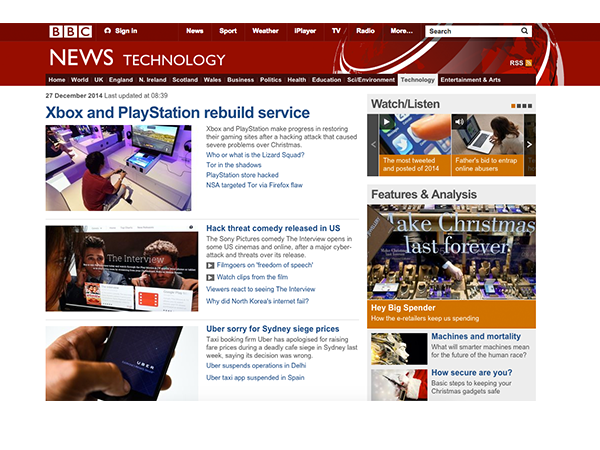 BBC Sign In News Sport Weather iPlayer TV Radio More... Search
NEWS TECHNOLOGY
RSS
Home World UK England N. Ireland Scotland Wales Business Politics Health Education Sci/Environment Technology Entertainment & Arts
27 December 2014 Last updated at 08:39
Xbox and PlayStation rebuild service
Xbox and PlayStation make progress in restoring
their gaming sites after a hacking attack that caused
severe problems over Christmas.
Who or what is the Lizard Squad?
Tor in the shadows
PlayStation store hacked
NSA targeted Tor via Firefox flaw
The Interview
Hack threat comedy released in US
The Sony Pictures comedy The Interview opens in
some US cinemas and online, after a major cyber-
attack and threats over its release.
Filmgoers on 'freedom of speech'
Watch clips from the film
Viewers react to seeing The Interview
Why did North Korea's internet fail?
UBER
Uber sorry for Sydney siege prices
Taxi booking firm Uber has apologised for raising
fare prices during a deadly cafe siege in Sydney last
week, saying its decision was wrong.
Uber suspends operations in Delhi
Uber taxi app suspended in Spain
Watch/Listen
The most tweeted
and posted of 2014
Father's bid to entrap
online abusers
Features & Analysis
Make Christmas
last forever
Hey Big Spender
How the e-retailers keep us spending
Machines and mortality
What will smarter machines mean
for the future of the human race?
How secure are you?
Basic steps to keeping your
Christmas gadgets safe